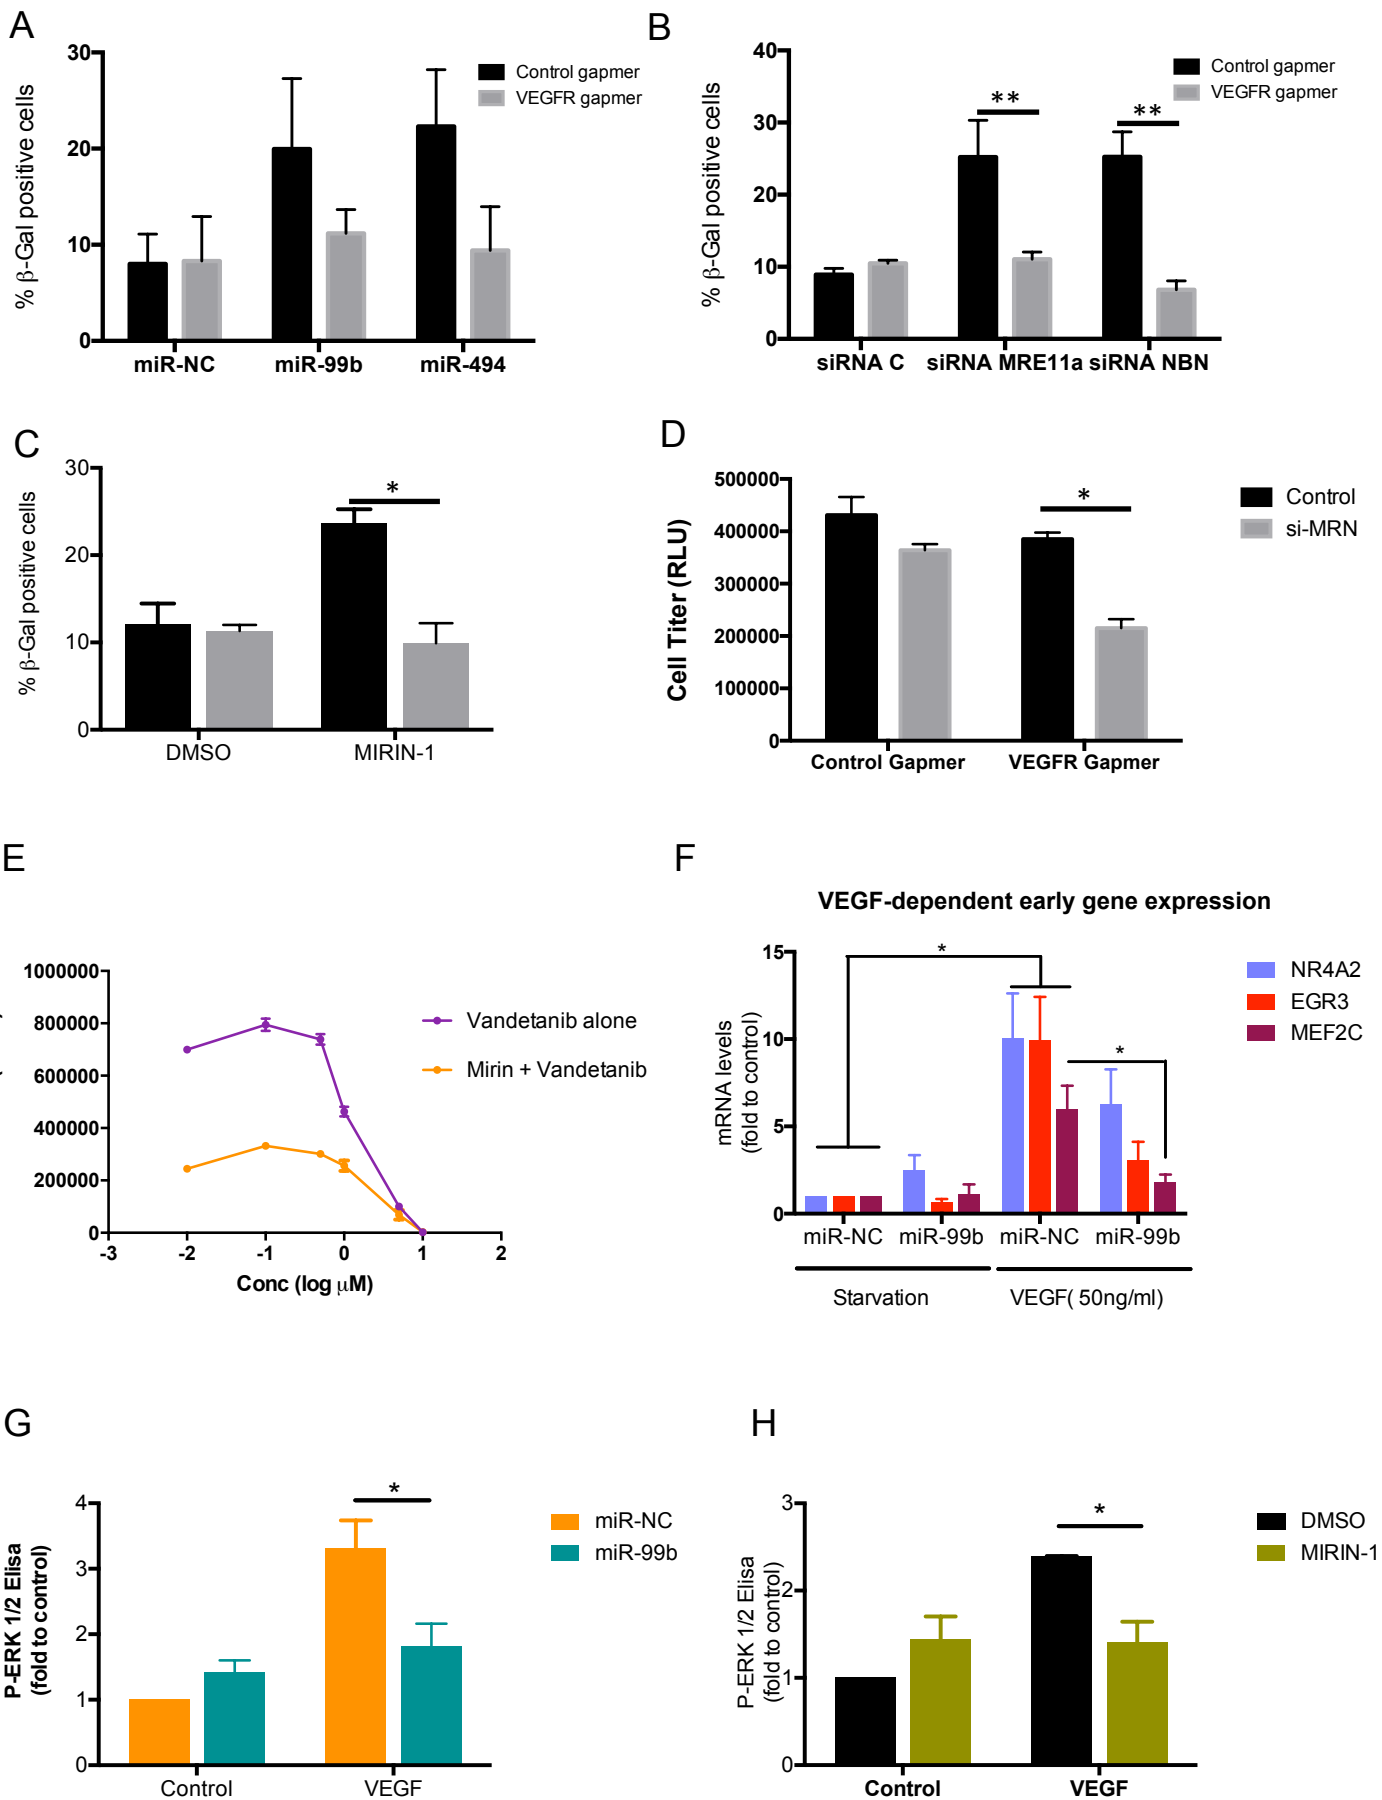 A
30
20
10
0
% β-Gal positive cells
Control gapmer
VEGFR gapmer
miR-NC miR-99b miR-494
B
40
30
20
10
0
% β-Gal positive cells
Control gapmer
VEGFR gapmer
** **
siRNA C siRNA MRE11a siRNA NBN
C
30
20
10
0
% β-Gal positive cells
*
DMSO MIRIN-1
D
500000
400000
300000
200000
100000
0
Cell Titer (RLU)
*
Control
si-MRN
Control Gapmer VEGFR Gapmer
E
1000000
800000
600000
400000
200000
0
Vandetanib alone
Mirin + Vandetanib
-3 -2 -1 0 1 2
Conc (log μM)
F
VEGF-dependent early gene expression
15
10
5
0
mRNA levels
(fold to control)
*
*
NR4A2
EGR3
MEF2C
miR-NC miR-99b miR-NC miR-99b
Starvation VEGF( 50ng/ml)
G
4
3
2
1
0
P-ERK 1/2 Elisa
(fold to control)
*
miR-NC
miR-99b
Control VEGF
H
3
2
1
0
P-ERK 1/2 Elisa
(fold to control)
*
DMSO
MIRIN-1
Control VEGF